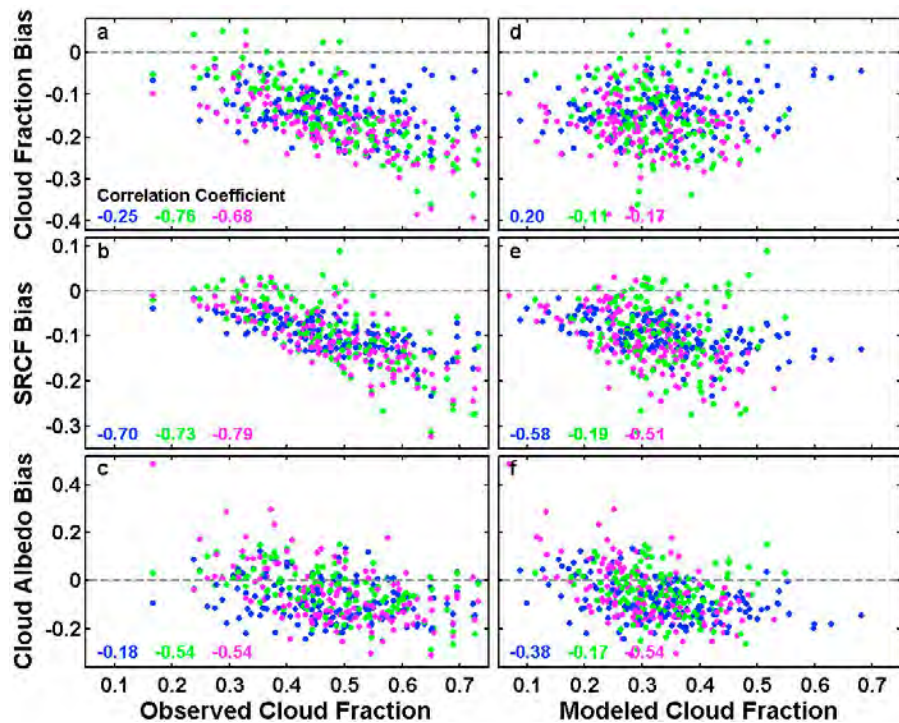 a
d
Cloud Fraction Bias
0
-0.1
-0.2
-0.3
-0.4
Correlation Coefficient
-0.25 -0.76 -0.68
0.20 -0.11 -0.17
b
e
SRCF Bias
0.1
0
-0.1
-0.2
-0.3
-0.70 -0.73 -0.79
-0.58 -0.19 -0.51
c
f
Cloud Albedo Bias
0.4
0.2
0
-0.2
-0.18 -0.54 -0.54
-0.38 -0.17 -0.54
0.1 0.2 0.3 0.4 0.5 0.6 0.7
0.1 0.2 0.3 0.4 0.5 0.6 0.7
Observed Cloud Fraction
Modeled Cloud Fraction